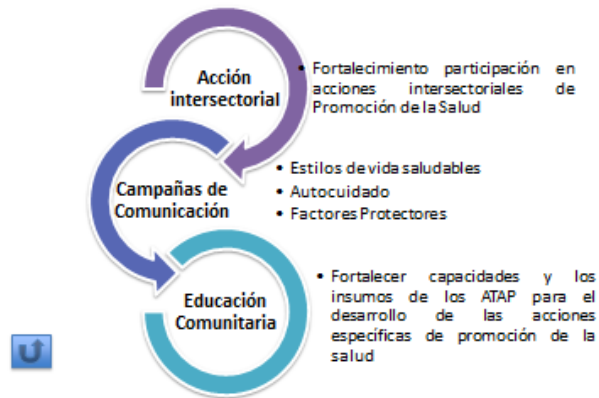 Acción
intersectorial
• Fortalecimiento participación en
acciones intersectoriales de
Promoción de la Salud
Campañas de
Comunicación
• Estilos de vida saludables
• Autocuidado
• Factores Protectores
Educación
Comunitaria
• Fortalecer capacidades y los
insumos de los ATAP para el
desarrollo de las acciones
específicas de promoción de la
salud